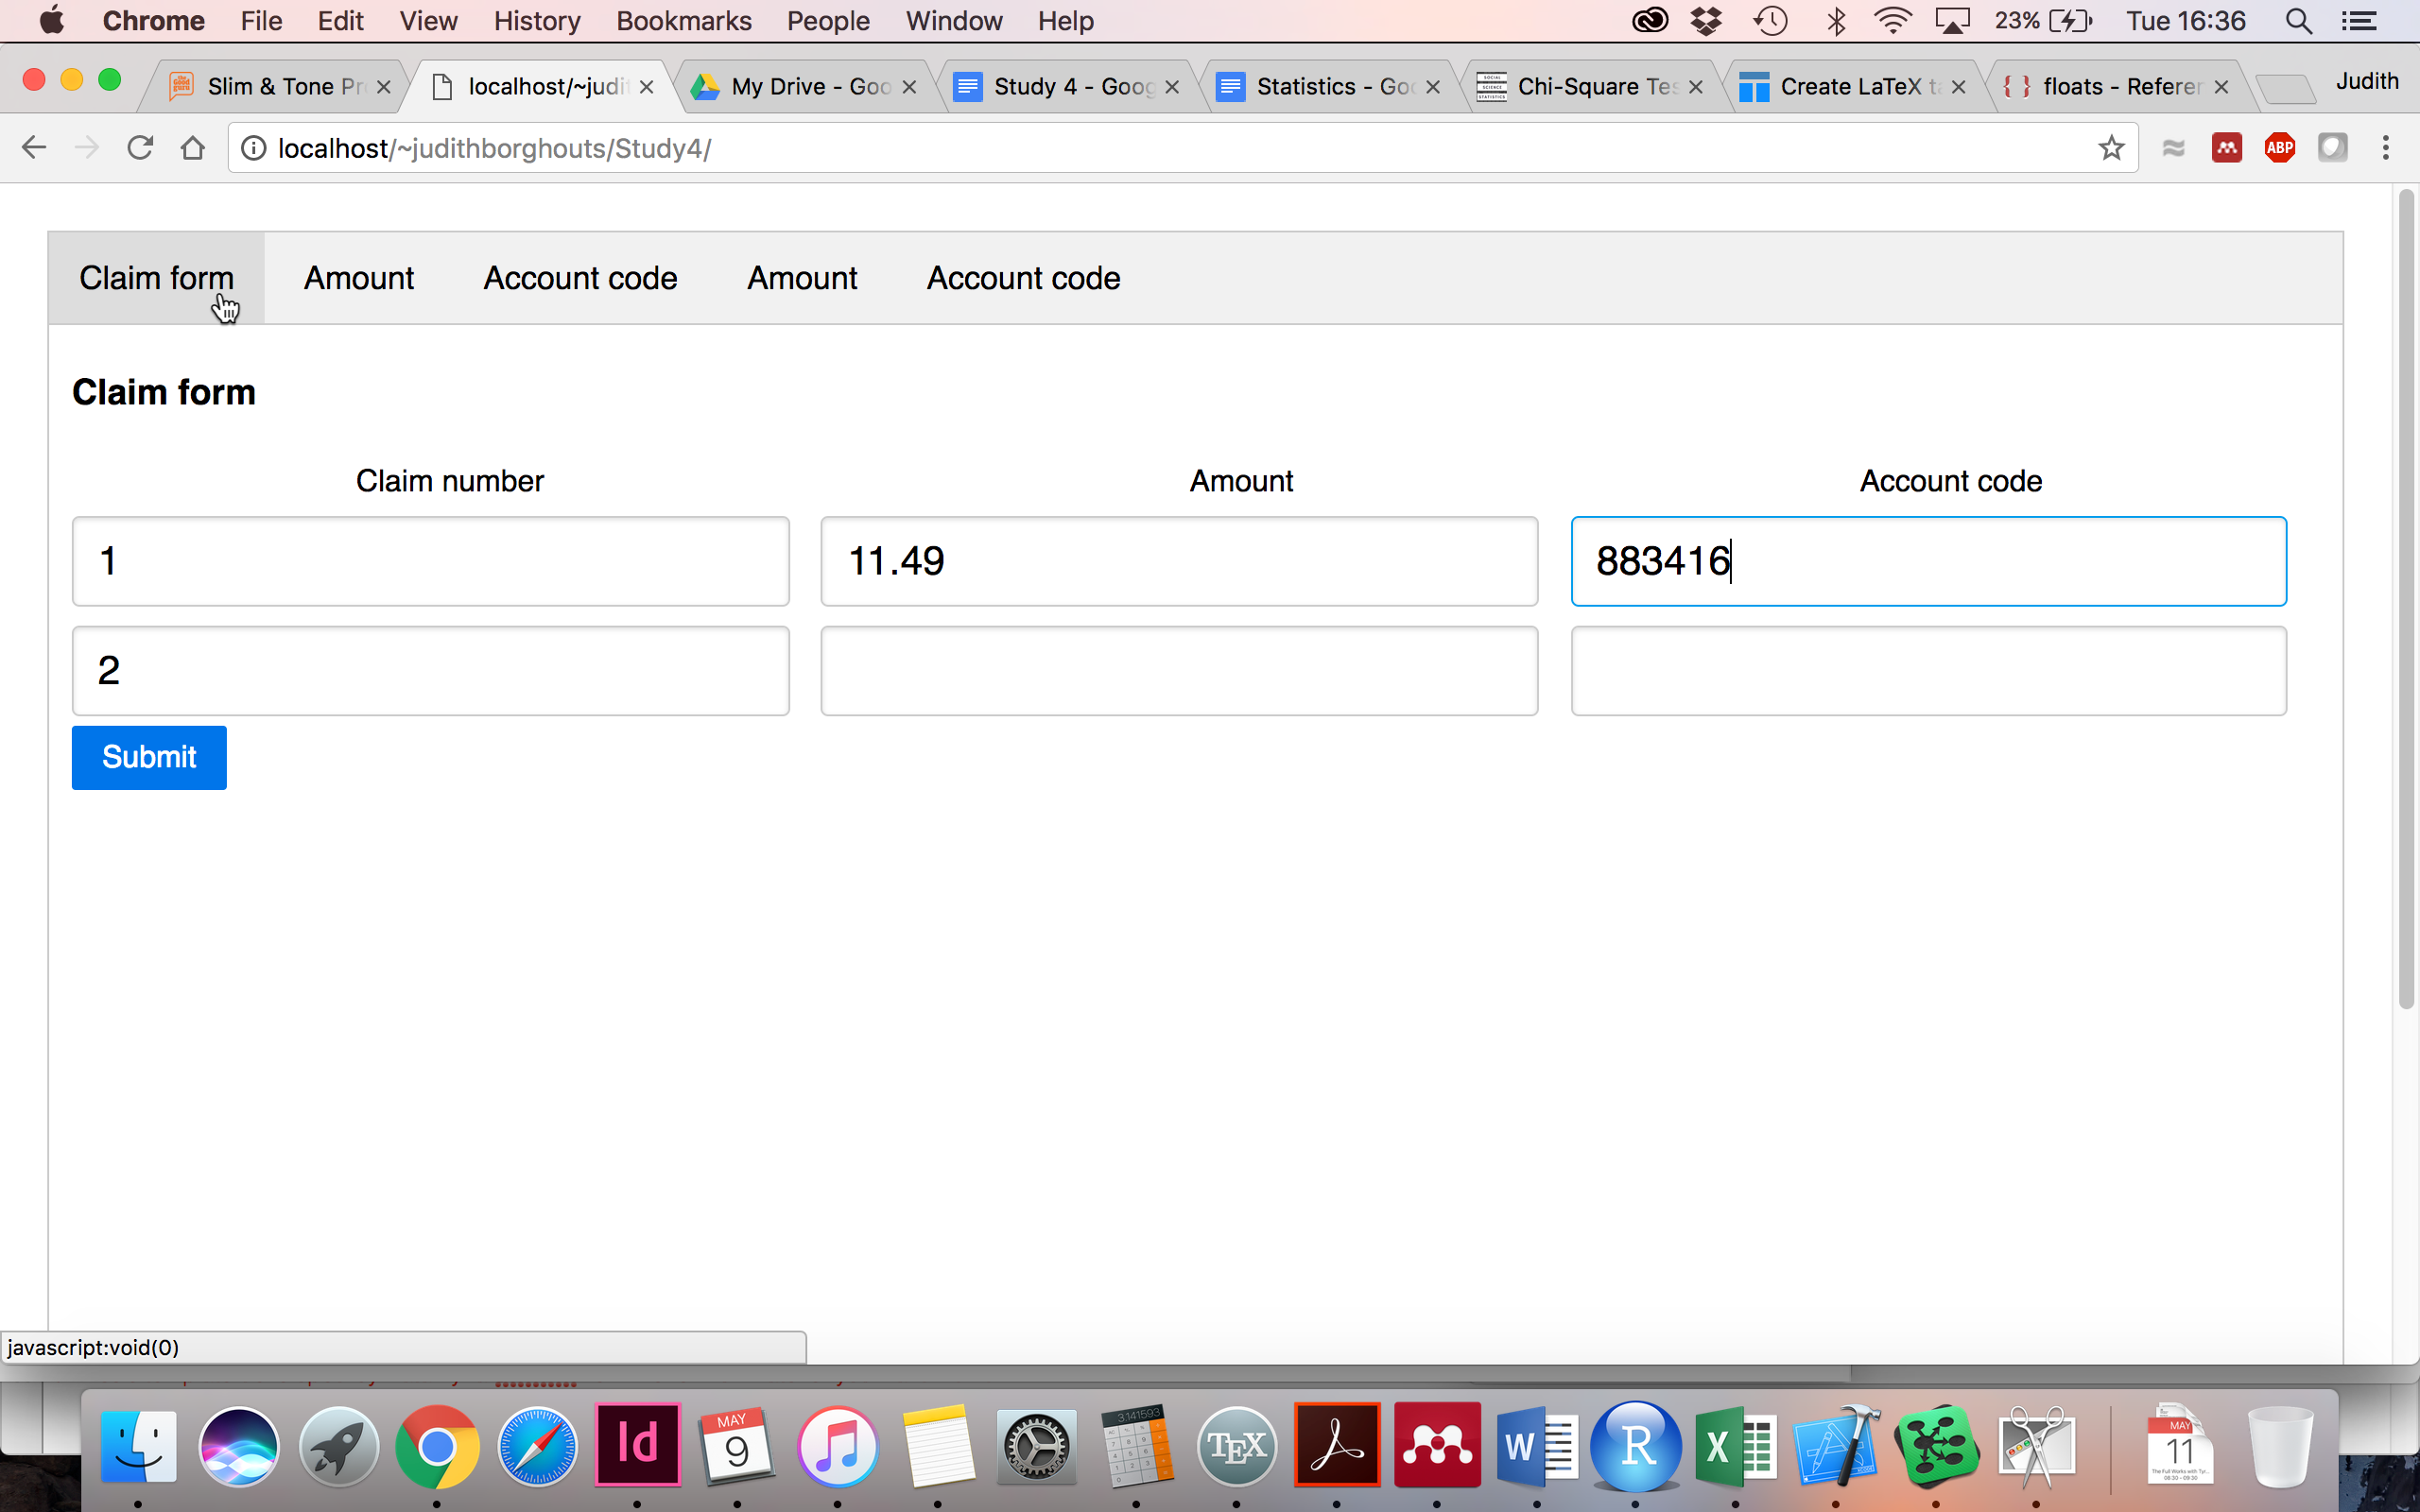 Chrome File Edit View History Bookmarks People Window Help 23% Tue 16:36
Slim & Tone Pr localhost/~judi My Drive - Goo Study 4 - Goog Statistics - Go Chi-Square Tes Create LaTeX t floats - Refere Judith
localhost/~judithborghouts/Study4/ ABP
Claim form Amount Account code Amount Account code
Claim form
Claim number Amount Account code
1 11.49 883416
2
Submit
javascript:void(0)
Id MAY 9 3.141593 TEX W R X MAY 11